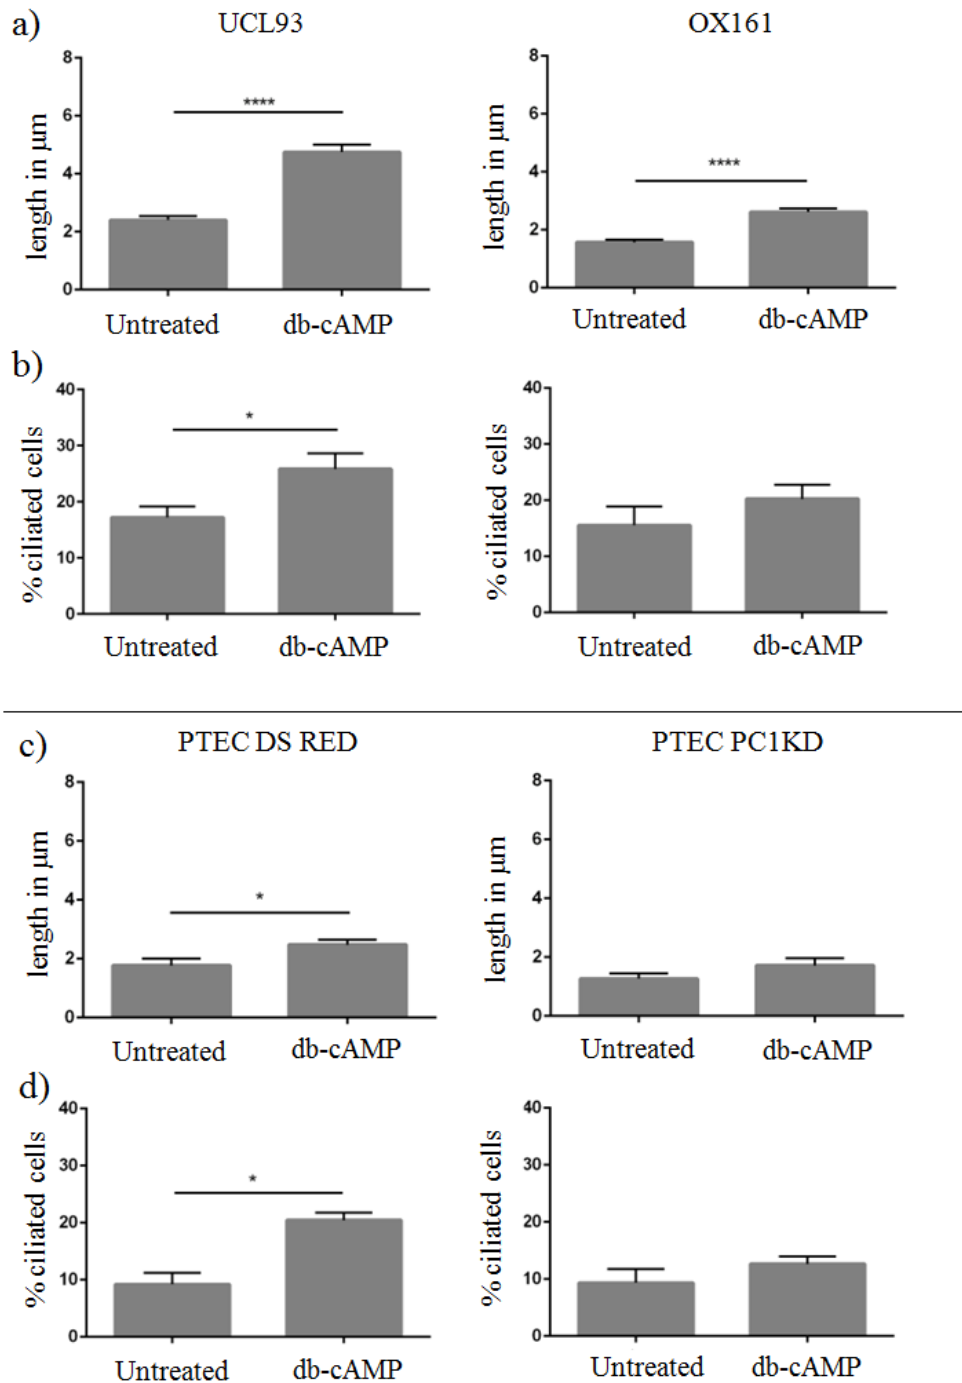 a)
UCL93
OX161
length in µm
8
6
4
2
0
****
Untreated
db-cAMP
length in µm
8
6
4
2
0
****
Untreated
db-cAMP
b)
% ciliated cells
40
30
20
10
0
*
Untreated
db-cAMP
% ciliated cells
40
30
20
10
0
Untreated
db-cAMP
c)
PTEC DS RED
PTEC PC1KD
length in µm
8
6
4
2
0
*
Untreated
db-cAMP
length in µm
8
6
4
2
0
Untreated
db-cAMP
d)
% ciliated cells
40
30
20
10
0
*
Untreated
db-cAMP
% ciliated cells
40
30
20
10
0
Untreated
db-cAMP